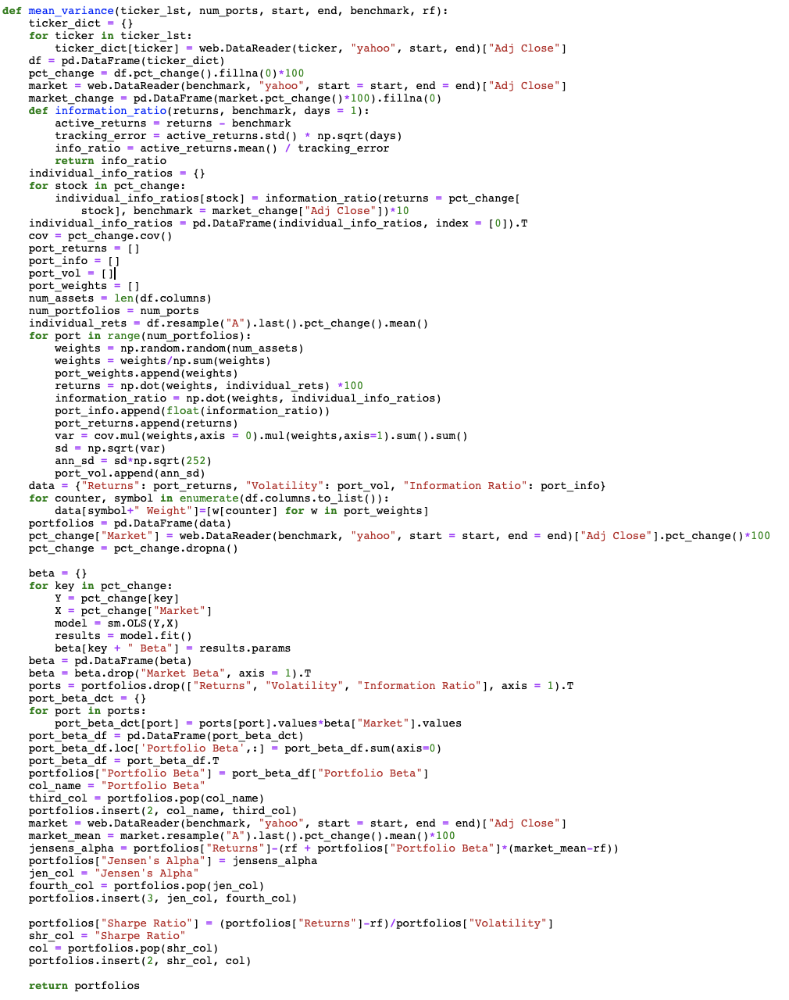 def mean_variance(ticker_lst, num_ports, start, end, benchmark, rf):
    ticker_dict = {}
    for ticker in ticker_lst:
        ticker_dict[ticker] = web.DataReader(ticker, "yahoo", start, end)["Adj Close"]
    df = pd.DataFrame(ticker_dict)
    pct_change = df.pct_change().fillna(0)*100
    market = web.DataReader(benchmark, "yahoo", start = start, end = end)["Adj Close"]
    market_change = pd.DataFrame(market.pct_change()*100).fillna(0)
    def information_ratio(returns, benchmark, days = 1):
        active_returns = returns - benchmark
        tracking_error = active_returns.std() * np.sqrt(days)
        info_ratio = active_returns.mean() / tracking_error
        return info_ratio
    individual_info_ratios = {}
    for stock in pct_change:
        individual_info_ratios[stock] = information_ratio(returns = pct_change[
            stock], benchmark = market_change["Adj Close"])*10
    individual_info_ratios = pd.DataFrame(individual_info_ratios, index = [0]).T
    cov = pct_change.cov()
    port_returns = []
    port_info = []
    port_vol = []
    port_weights = []
    num_assets = len(df.columns)
    num_portfolios = num_ports
    individual_rets = df.resample("A").last().pct_change().mean()
    for port in range(num_portfolios):
        weights = np.random.random(num_assets)
        weights = weights/np.sum(weights)
        port_weights.append(weights)
        returns = np.dot(weights, individual_rets) *100
        information_ratio = np.dot(weights, individual_info_ratios)
        port_info.append(float(information_ratio))
        port_returns.append(returns)
        var = cov.mul(weights,axis = 0).mul(weights,axis=1).sum().sum()
        sd = np.sqrt(var)
        ann_sd = sd*np.sqrt(252)
        port_vol.append(ann_sd)
    data = {"Returns": port_returns, "Volatility": port_vol, "Information Ratio": port_info}
    for counter, symbol in enumerate(df.columns.to_list()):
        data[symbol+" Weight"]=[w[counter] for w in port_weights]
    portfolios = pd.DataFrame(data)
    pct_change["Market"] = web.DataReader(benchmark, "yahoo", start = start, end = end)["Adj Close"].pct_change()*100
    pct_change = pct_change.dropna()

    beta = {}
    for key in pct_change:
        Y = pct_change[key]
        X = pct_change["Market"]
        model = sm.OLS(Y,X)
        results = model.fit()
        beta[key + " Beta"] = results.params
    beta = pd.DataFrame(beta)
    beta = beta.drop("Market Beta", axis = 1).T
    ports = portfolios.drop(["Returns", "Volatility", "Information Ratio"], axis = 1).T
    port_beta_dct = {}
    for port in ports:
        port_beta_dct[port] = ports[port].values*beta["Market"].values
    port_beta_df = pd.DataFrame(port_beta_dct)
    port_beta_df.loc['Portfolio Beta',:] = port_beta_df.sum(axis=0)
    port_beta_df = port_beta_df.T
    portfolios["Portfolio Beta"] = port_beta_df["Portfolio Beta"]
    col_name = "Portfolio Beta"
    third_col = portfolios.pop(col_name)
    portfolios.insert(2, col_name, third_col)
    market = web.DataReader(benchmark, "yahoo", start = start, end = end)["Adj Close"]
    market_mean = market.resample("A").last().pct_change().mean()*100
    jensens_alpha = portfolios["Returns"]-(rf + portfolios["Portfolio Beta"]*(market_mean-rf))
    portfolios["Jensen's Alpha"] = jensens_alpha
    jen_col = "Jensen's Alpha"
    fourth_col = portfolios.pop(jen_col)
    portfolios.insert(3, jen_col, fourth_col)

    portfolios["Sharpe Ratio"] = (portfolios["Returns"]-rf)/portfolios["Volatility"]
    shr_col = "Sharpe Ratio"
    col = portfolios.pop(shr_col)
    portfolios.insert(2, shr_col, col)

    return portfolios